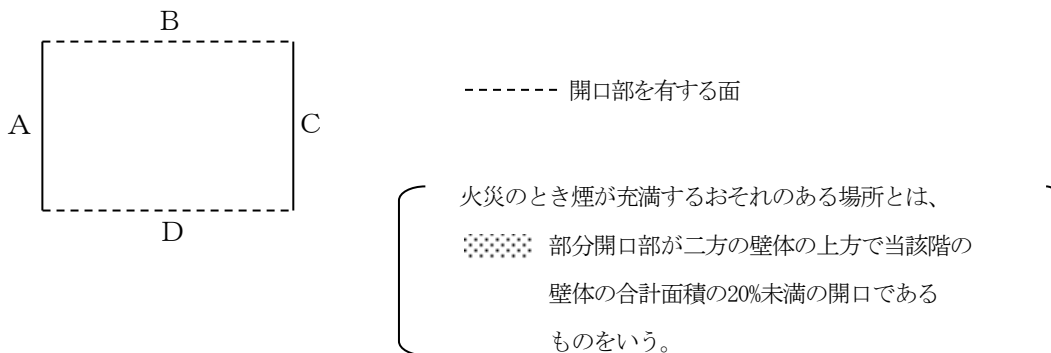 B
A
C
D
開口部を有する面
火災のとき煙が充満するおそれのある場所とは、
部分開口部が二方の壁体の上方で当該階の
壁体の合計面積の20%未満の開口である
ものをいう。